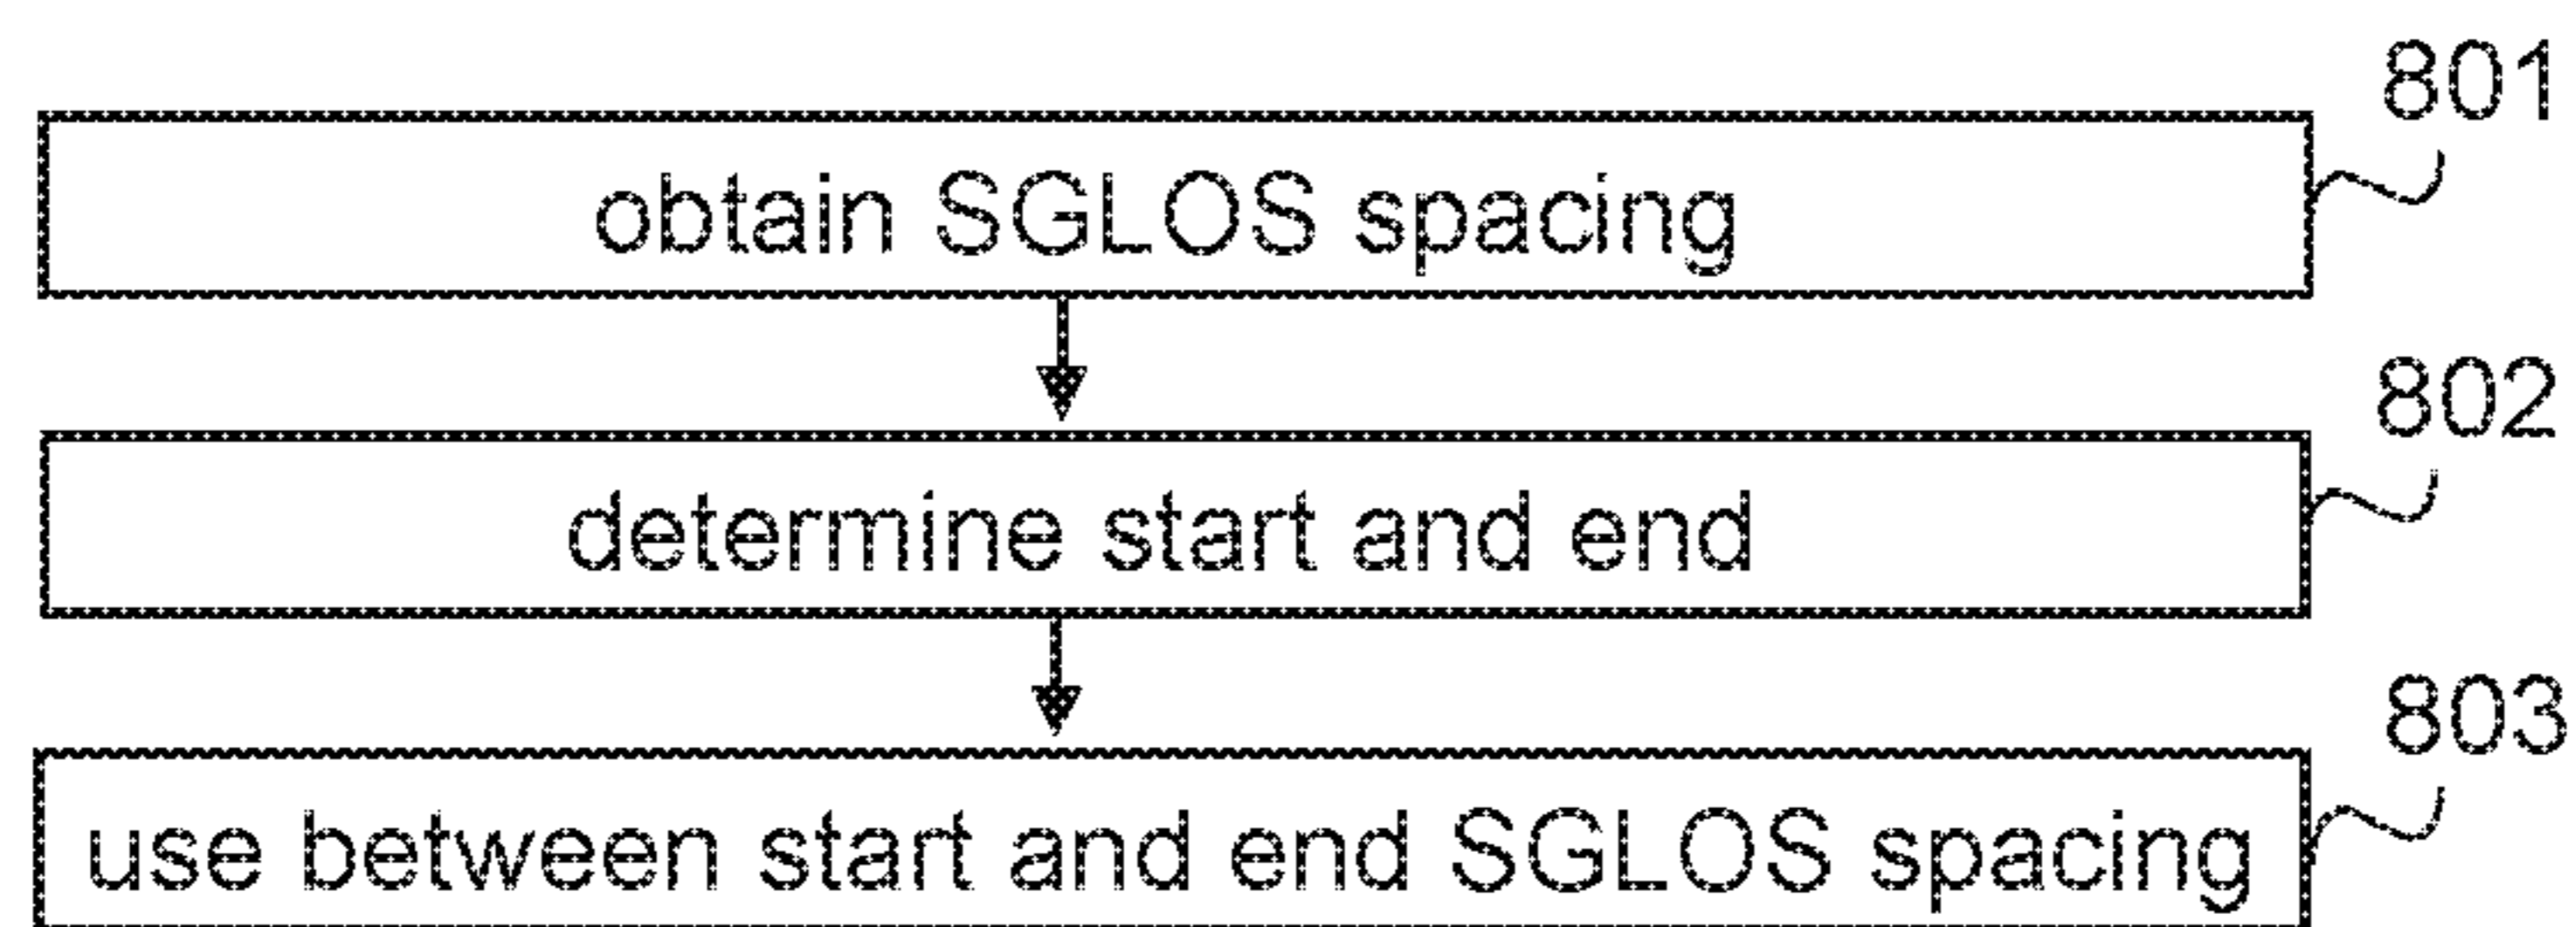 801
obtain SGLOS spacing
802
determine start and end
803
use between start and end SGLOS spacing